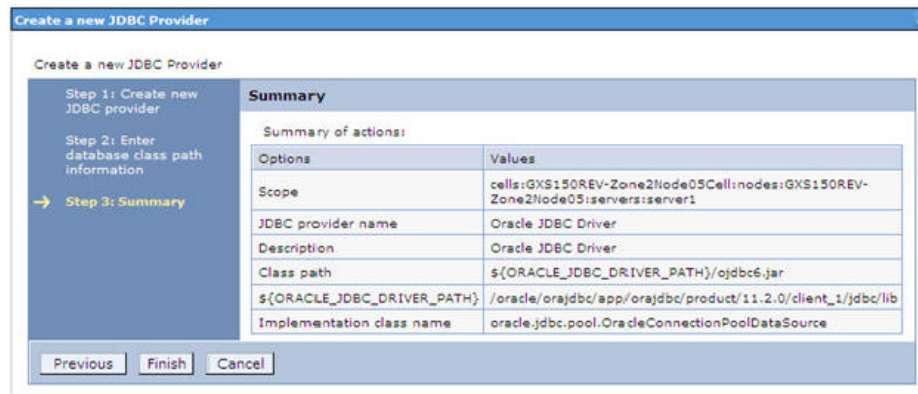 Create a new JDBC Provider
Create a new JDBC Provider
Step 1: Create new
JDBC provider
Step 2: Enter
database class path
information
Step 3: Summary
Summary
Summary of actions:
Options Values
Scope cells:GXS150REV-Zone2Node05Cell:nodes:GXS150REV-
Zone2Node05:servers:server1
JDBC provider name Oracle JDBC Driver
Description Oracle JDBC Driver
Class path ${ORACLE_JDBC_DRIVER_PATH}/ojdbc6.jar
${ORACLE_JDBC_DRIVER_PATH} /oracle/orajdbc/app/orajdbc/product/11.2.0/client_1/jdbc/lib
Implementation class name oracle.jdbc.pool.OracleConnectionPoolDataSource
Previous Finish Cancel